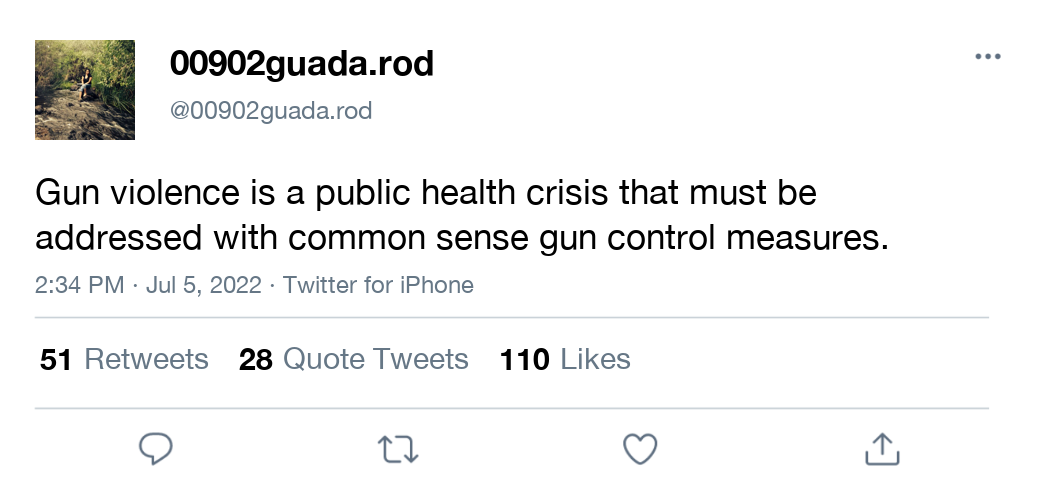 00902guada.rod
@00902guada.rod
Gun violence is a public health crisis that must be
addressed with common sense gun control measures.
2:34 PM · Jul 5, 2022 · Twitter for iPhone
51 Retweets 28 Quote Tweets 110 Likes